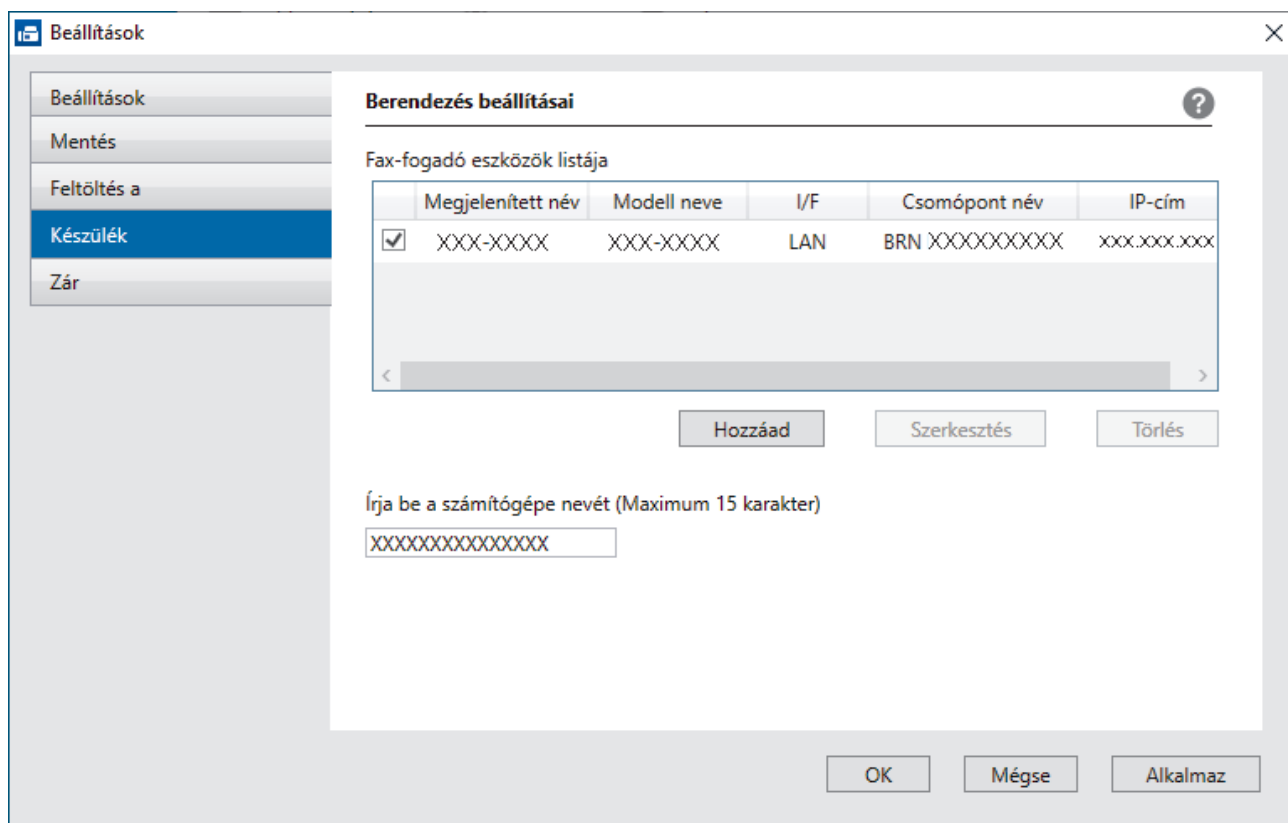 Beállítások
Beállítások
Mentés
Feltöltés a
Készülék
Zár
Berendezés beállításai
?
Fax-fogadó eszközök listája
Megjelenített név Modell neve I/F Csomópont név IP-cím
XXX-XXXX XXX-XXXX LAN BRN XXXXXXXXX XXX.XXX.XXX
Hozzáad Szerkesztés Törlés
Írja be a számítógépe nevét (Maximum 15 karakter)
XXXXXXXXXXXXXXX
OK Mégse Alkalmaz